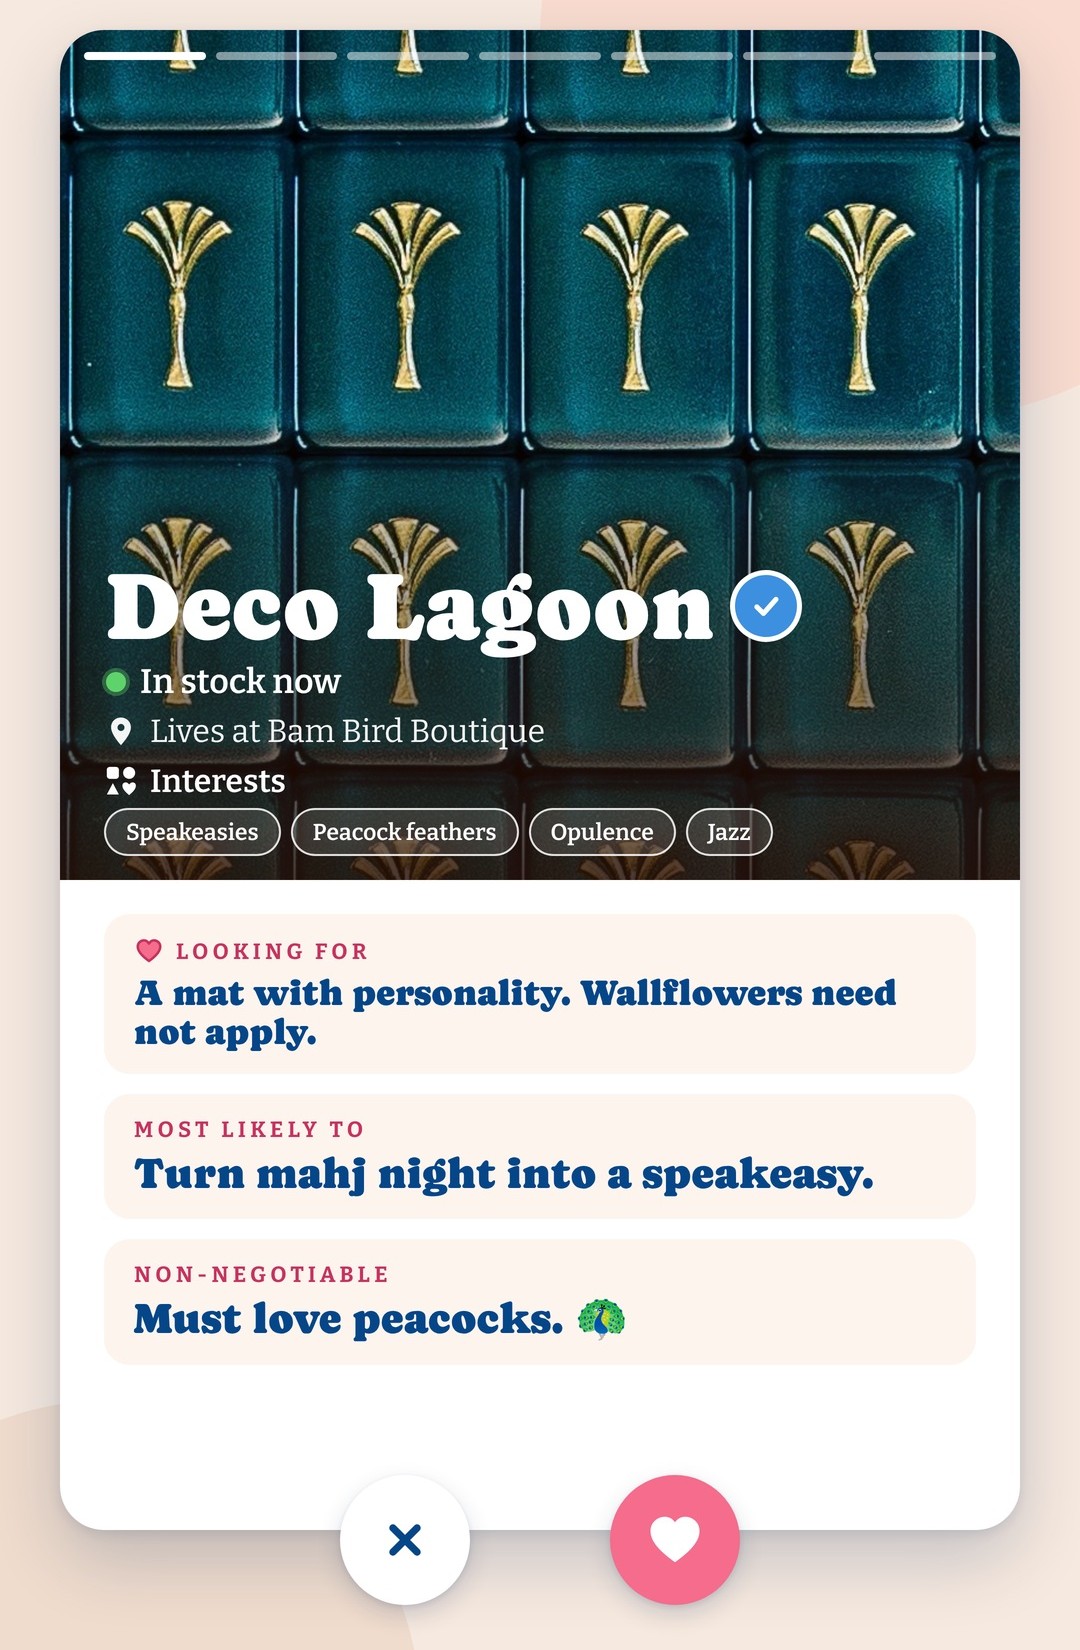 Deco Lagoon
In stock now
Lives at Bam Bird Boutique
Interests
Speakeasies
Peacock feathers
Opulence
Jazz
LOOKING FOR
A mat with personality. Wallflowers need
not apply.
MOST LIKELY TO
Turn mahj night into a speakeasy.
NON-NEGOTIABLE
Must love peacocks. 🦚